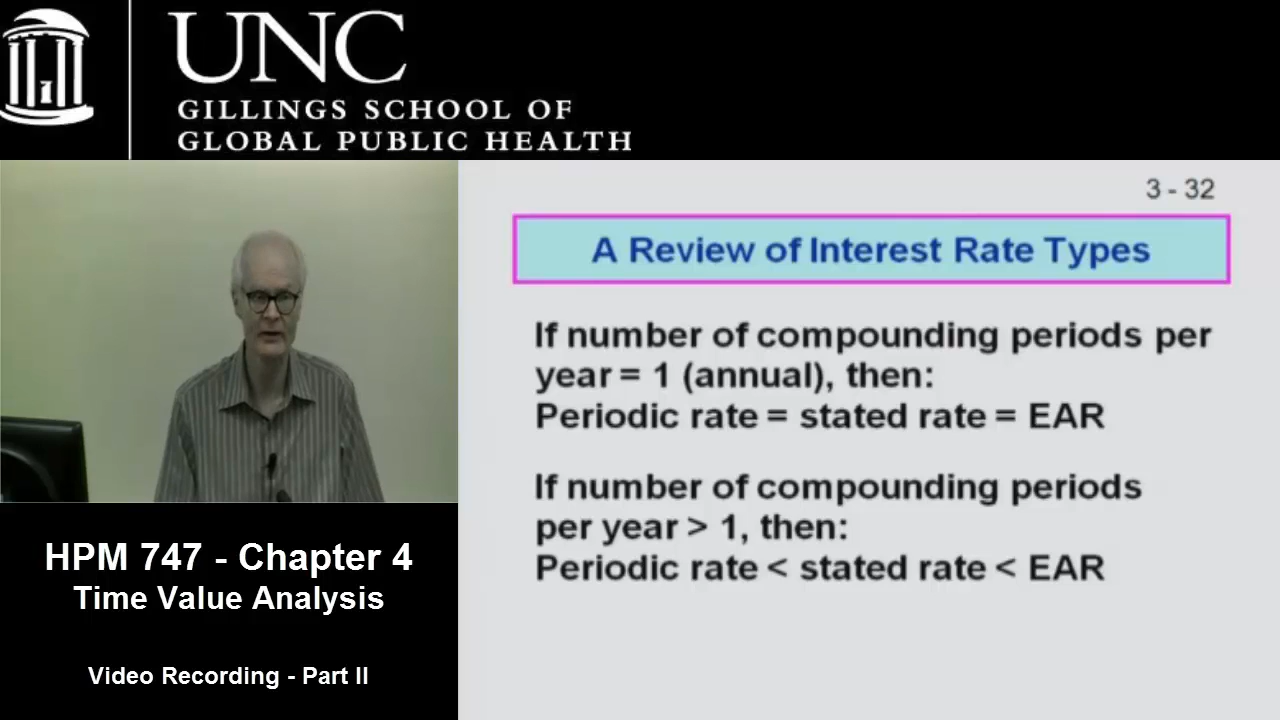 UNC
GILLINGS SCHOOL OF
GLOBAL PUBLIC HEALTH
3 - 32
A Review of Interest Rate Types
If number of compounding periods per
year = 1 (annual), then:
Periodic rate = stated rate = EAR
If number of compounding periods
per year > 1, then:
Periodic rate < stated rate < EAR
HPM 747 - Chapter 4
Time Value Analysis
Video Recording - Part II